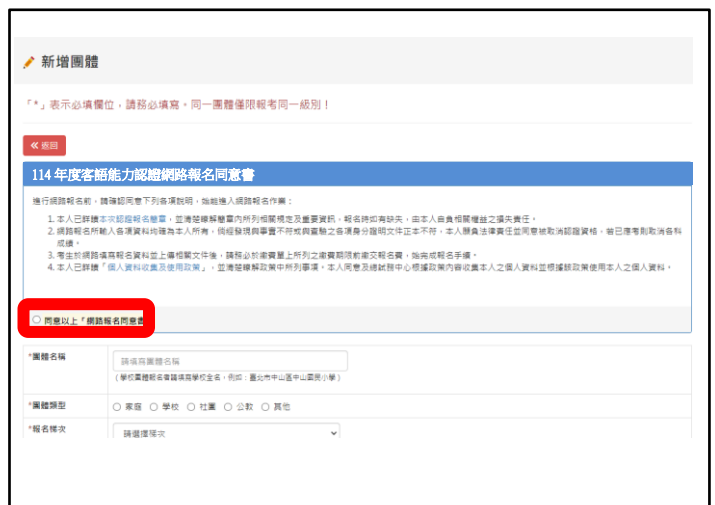 新增團體
「*」表示必填欄位，請務必填寫。同一團體僅限報考同一級別！
返回
114 年度客語能力認證網路報名同意書
進行網路報名前，請確認同意下列各項說明，始能進入網路報名作業：
1. 本人已詳讀本次認證報名簡章，並清楚瞭解簡章內所列相關規定及重要資訊，報名時如有缺失，由本人自負相關權益之損失責任。
2. 網路報名所輸入各項資料均確為本人所有，倘經發現與事實不符或與查驗之各項身分證明文件正本不符，本人願負法律責任並同意被取消認證資格，若已應考則取消各科
成績。
3. 考生於網路填寫報名資料並上傳相關文件後，請務必於繳費單上所列之繳費期限前繳交報名費，始完成報名手續。
4. 本人已詳讀「個人資料收集及使用政策」，並清楚瞭解政策中所列事項。本人同意及總試務中心根據政策內容收集本人之個人資料並根據該政策使用本人之個人資料。
同意以上「網路報名同意書
*團體名稱
請填寫團體名稱
(學校團體報名者請填寫學校全名，例如：臺北市中山區中山國民小學)
*團體類型
家庭 學校 社團 公教 其他
*報名梯次
請選擇梯次